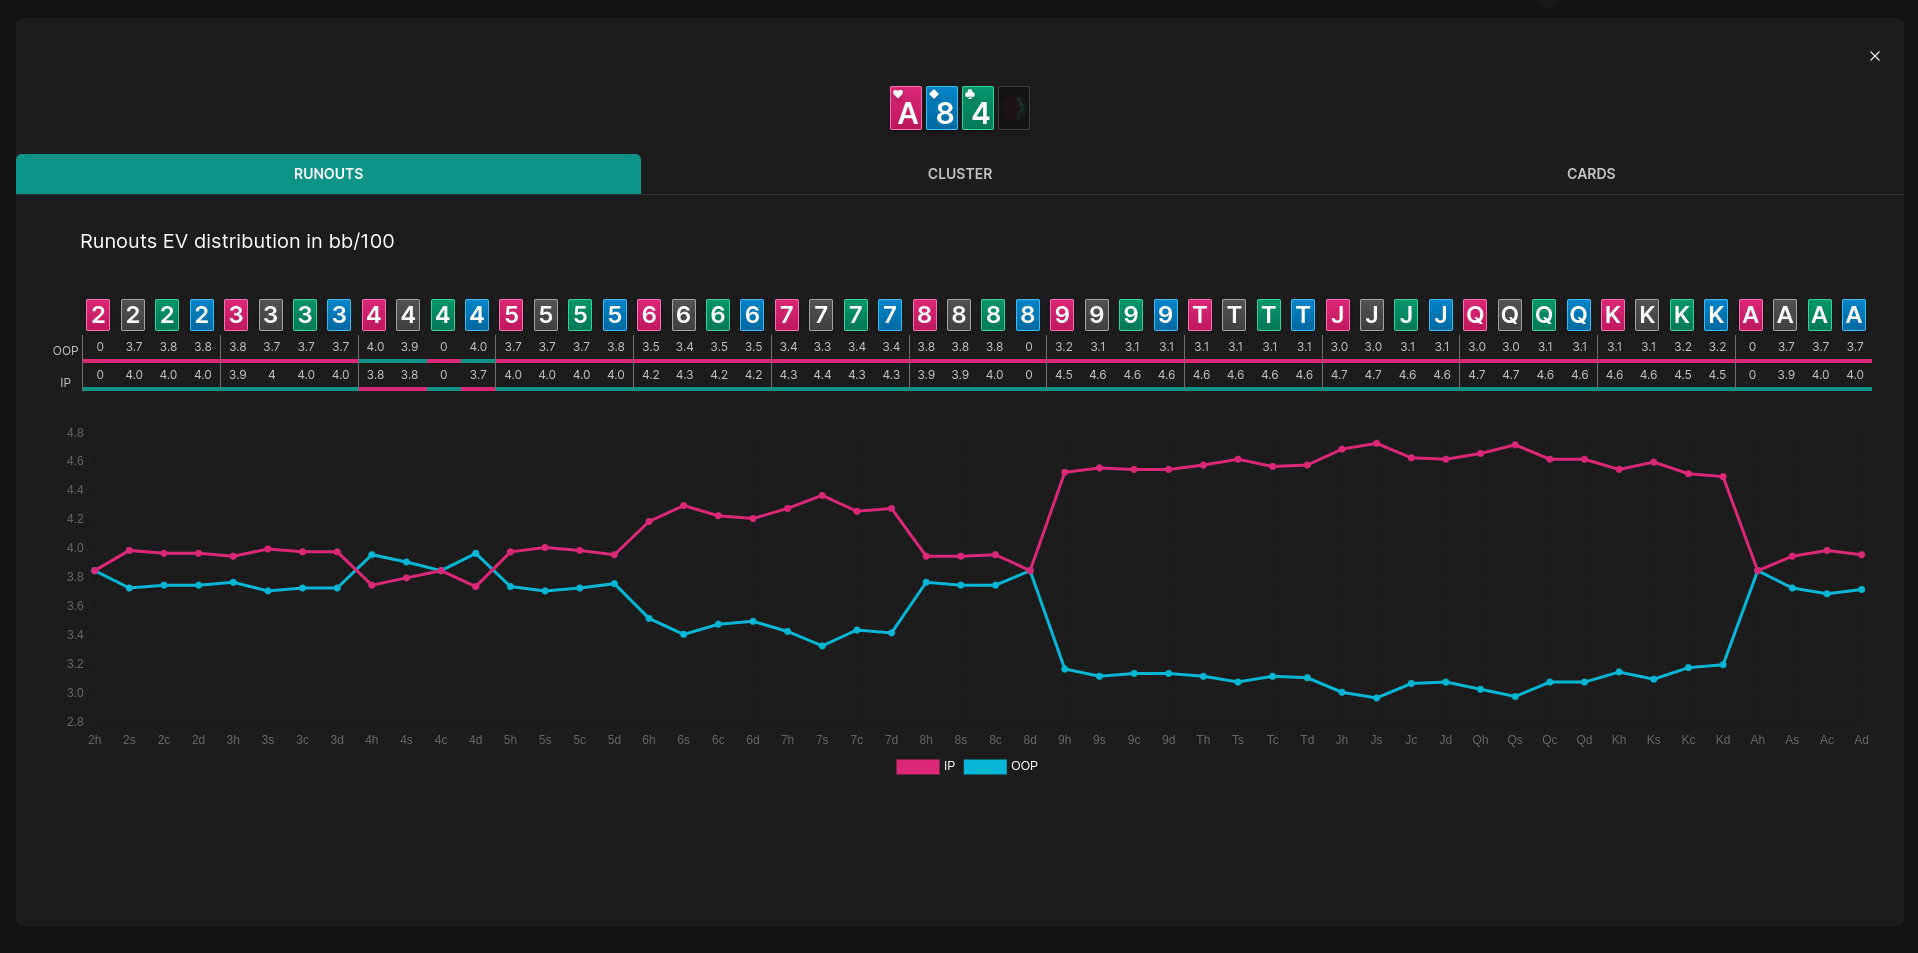 ×
A 8 4
RUNOUTS CLUSTER CARDS
Runouts EV distribution in bb/100
2 2 2 2 3 3 3 3 4 4 4 4 5 5 5 5 6 6 6 6 7 7 7 7 8 8 8 8 9 9 9 9 T T T T J J J J Q Q Q Q K K K K A A A A
OOP 0 3.7 3.8 3.8 3.8 3.7 3.7 3.7 4.0 3.9 0 4.0 3.7 3.7 3.7 3.8 3.5 3.4 3.5 3.5 3.4 3.3 3.4 3.4 3.8 3.8 3.8 0 3.2 3.1 3.1 3.1 3.1 3.1 3.1 3.1 3.0 3.0 3.1 3.1 3.0 3.0 3.1 3.1 3.1 3.1 3.2 3.2 0 3.7 3.7 3.7
IP 0 4.0 4.0 4.0 3.9 4 4.0 4.0 3.8 3.8 0 3.7 4.0 4.0 4.0 4.0 4.2 4.3 4.2 4.2 4.3 4.4 4.3 4.3 3.9 3.9 4.0 0 4.5 4.6 4.6 4.6 4.6 4.6 4.6 4.6 4.7 4.7 4.6 4.6 4.7 4.7 4.6 4.6 4.6 4.6 4.5 4.5 0 3.9 4.0 4.0
4.8
4.6
4.4
4.2
4.0
3.8
3.6
3.4
3.2
3.0
2.8
2h 2s 2c 2d 3h 3s 3c 3d 4h 4s 4c 4d 5h 5s 5c 5d 6h 6s 6c 6d 7h 7s 7c 7d 8h 8s 8c 8d 9h 9s 9c 9d Th Ts Tc Td Jh Js Jc Jd Qh Qs Qc Qd Kh Ks Kc Kd Ah As Ac Ad
IP OOP